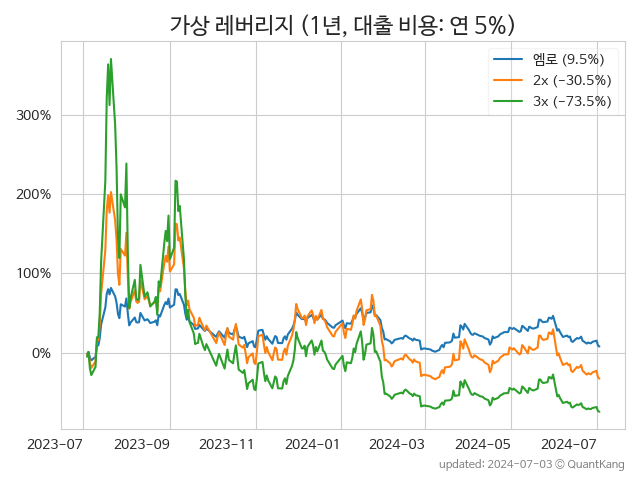 가상 레버리지 (1년, 대출 비용: 연 5%)
엠로 (9.5%)
2x (−30.5%)
3x (−73.5%)
300%
200%
100%
0%
2023-07 2023-09 2023-11 2024-01 2024-03 2024-05 2024-07
updated: 2024-07-03 © QuantKang